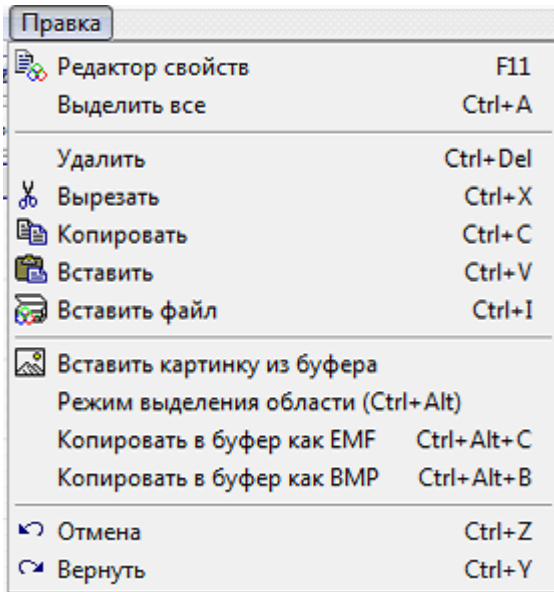 Правка
Редактор свойств F11
Выделить все Ctrl+A
Удалить Ctrl+Del
Вырезать Ctrl+X
Копировать Ctrl+C
Вставить Ctrl+V
Вставить файл Ctrl+I
Вставить картинку из буфера
Режим выделения области (Ctrl+Alt)
Копировать в буфер как EMF Ctrl+Alt+C
Копировать в буфер как BMP Ctrl+Alt+B
Отмена Ctrl+Z
Вернуть Ctrl+Y